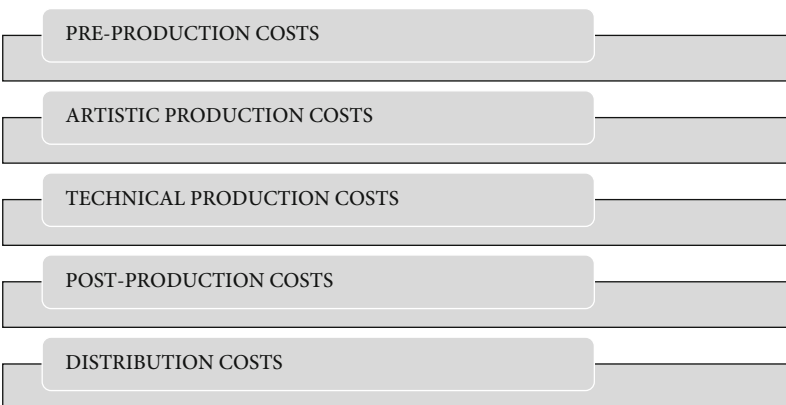 PRE-PRODUCTION COSTS
ARTISTIC PRODUCTION COSTS
TECHNICAL PRODUCTION COSTS
POST-PRODUCTION COSTS
DISTRIBUTION COSTS